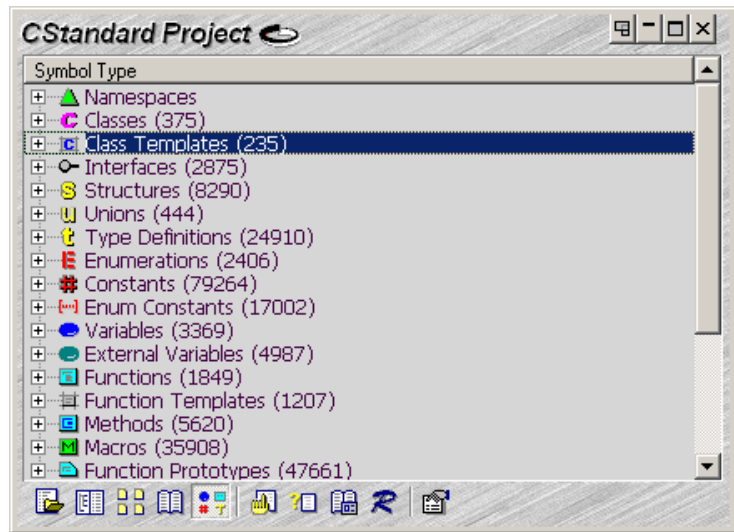 CStandard Project
Symbol Type
Namespaces
Classes (375)
Class Templates (235)
Interfaces (2875)
Structures (8290)
Unions (444)
Type Definitions (24910)
Enumerations (2406)
Constants (79264)
Enum Constants (17002)
Variables (3369)
External Variables (4987)
Functions (1849)
Function Templates (1207)
Methods (5620)
Macros (35908)
Function Prototypes (47661)